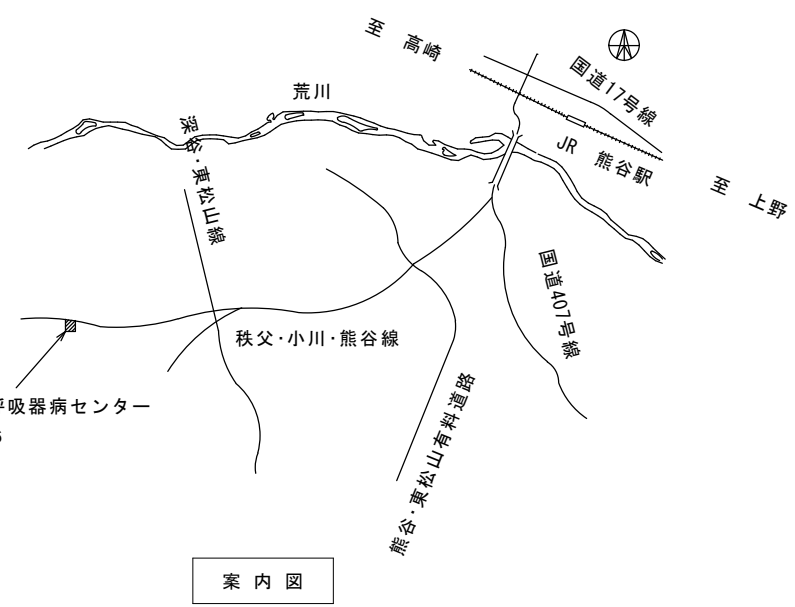 至　高崎
国道17号線
荒川
深谷・東松山線
JR　熊谷駅
至　上野
国道407号線
秩父・小川・熊谷線
呼吸器病センター
熊谷・東松山有料道路
案内図